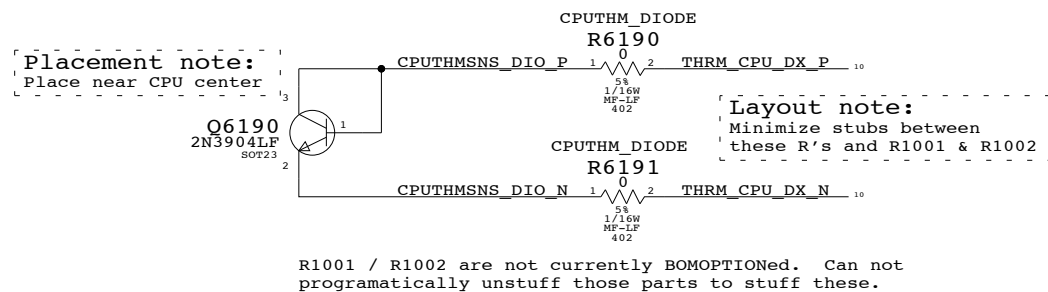 CPUTHM_DIODE
R6190
0
Placement note:
Place near CPU center
CPUTHMSNS_DIO_P
1
2
THRM_CPU_DX_P
10
5%
1/16W
MF-LF
402
3
Layout note:
Minimize stubs between
these R's and R1001 & R1002
Q6190
2N3904LF
SOT23
1
2
CPUTHM_DIODE
R6191
0
CPUTHMSNS_DIO_N
1
2
THRM_CPU_DX_N
10
5%
1/16W
MF-LF
402
R1001 / R1002 are not currently BOMOPTIONed. Can not
programatically unstuff those parts to stuff these.